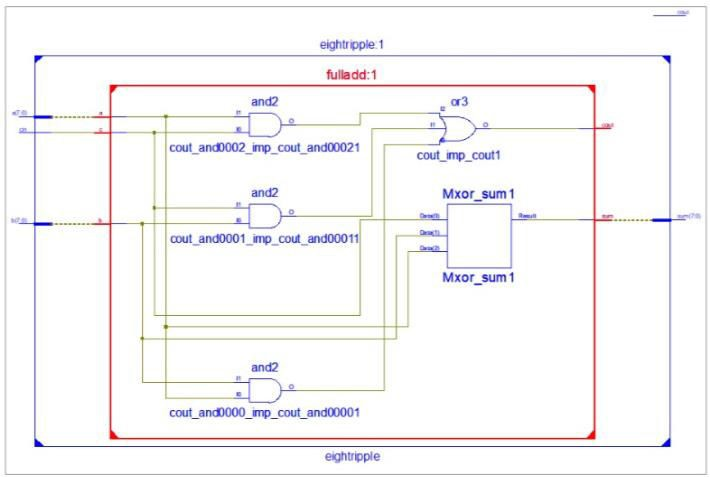 cout
eightripple:1
fulladd:1
and2
or3
a(7:0)
a
I1
I0
O
I2
I1
O
cout
cin
c
cout_and0002_imp_cout_and00021
cout_imp_cout1
and2
Mxor_sum1
I1
I0
O
b(7:0)
b
Data(0)
Result
sum
sum(7:0)
Data(1)
cout_and0001_imp_cout_and00011
Data(2)
Mxor_sum1
and2
I1
I0
O
cout_and0000_imp_cout_and00001
eightripple